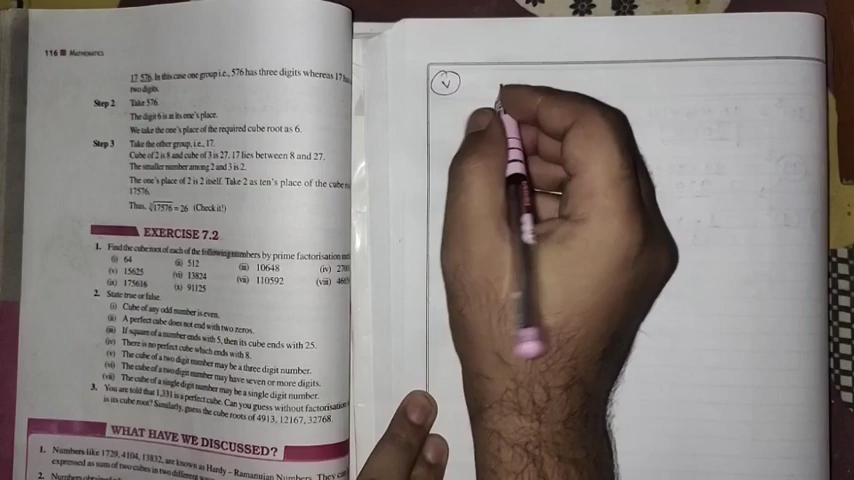 116 MATHEMATICS
17 576. In this case one group i.e., 576 has three digits whereas 17
two digits.
Step 2 Take 576.
The digit 6 is at its one's place.
We take the one's place of the required cube root as 6.
Step 3 Take the other group, i.e., 17.
Cube of 2 is 8 and cube of 3 is 27. 17 lies between 8 and 27.
The smaller number among 2 and 3 is 2.
The one's place of 2 is 2 itself. Take 2 as ten's place of the cube
17576.
Thus, ∛17576 = 26 (Check it!)
EXERCISE 7.2
1. Find the cube root of each of the following numbers by prime factorisation
(i) 64 (ii) 512 (iii) 10648 (iv)
(v) 15625 (vi) 13824 (vii) 110592 (viii)
(ix) 175616 (x) 91125
2. State true or false.
(i) Cube of any odd number is even.
(ii) A perfect cube does not end with two zeros.
(iii) If square of a number ends with 5, then its cube ends with 25.
(iv) There is no perfect cube which ends with 8.
(v) The cube of a two digit number may be a three digit number.
(vi) The cube of a two digit number may have seven or more digits.
(vii) The cube of a single digit number may be a single digit number.
3. You are told that 1,331 is a perfect cube. Can you guess without factorisation
is its cube root? Similarly, guess the cube roots of 4913, 12167, 32768.
WHAT HAVE WE DISCUSSED?
1. Numbers like 1729, 4104, 13832, are known as Hardy – Ramanujan Numbers. They
expressed as sum of two cubes in two different
2. Numbers
v